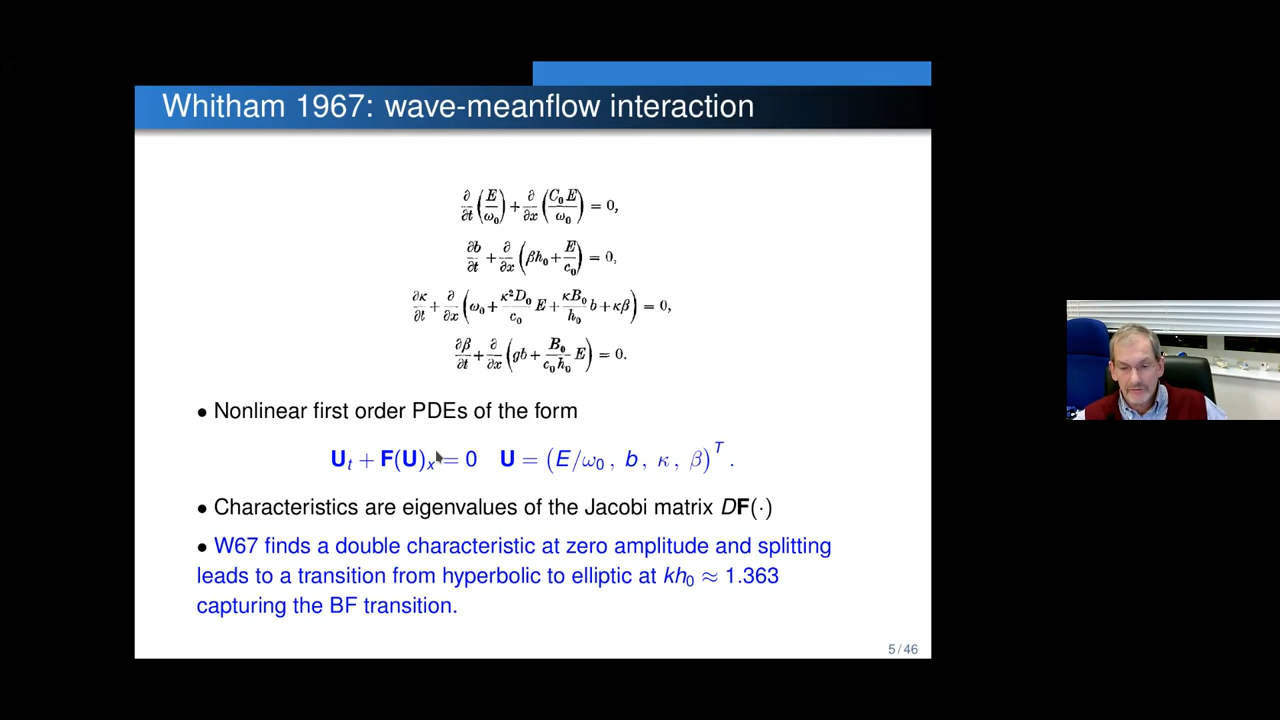 Whitham 1967: wave-meanflow interaction
∂/∂t (E/ω₀) + ∂/∂x (C₀E/ω₀) = 0,
∂b/∂t + ∂/∂x (βh₀ + E/c₀) = 0,
∂κ/∂t + ∂/∂x (ω₀ + κ²D₀/c₀ E + κB₀/h₀ b + κβ) = 0,
∂β/∂t + ∂/∂x (gb + B₀/c₀h₀ E) = 0.
• Nonlinear first order PDEs of the form
Uₜ + F(U)ₓ = 0 U = (E/ω₀ , b , κ , β)ᵀ .
• Characteristics are eigenvalues of the Jacobi matrix DF(·)
• W67 finds a double characteristic at zero amplitude and splitting
leads to a transition from hyperbolic to elliptic at kh₀ ≈ 1.363
capturing the BF transition.
5 / 46